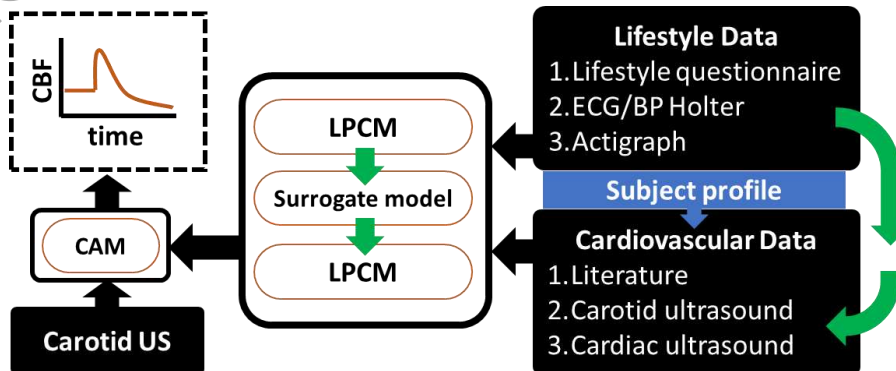 CBF
time
CAM
Carotid US
LPCM
Surrogate model
LPCM
Lifestyle Data
1.Lifestyle questionnaire
2.ECG/BP Holter
3.Actigraph
Subject profile
Cardiovascular Data
1.Literature
2.Carotid ultrasound
3.Cardiac ultrasound